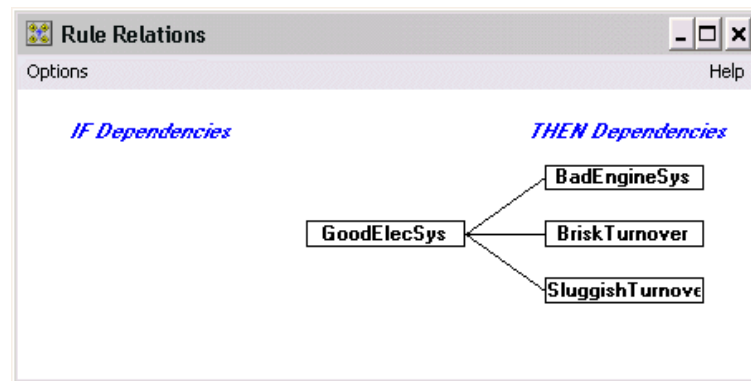 Rule Relations
Options Help
IF Dependencies THEN Dependencies
BadEngineSys
GoodElecSys BriskTurnover
SluggishTurnove